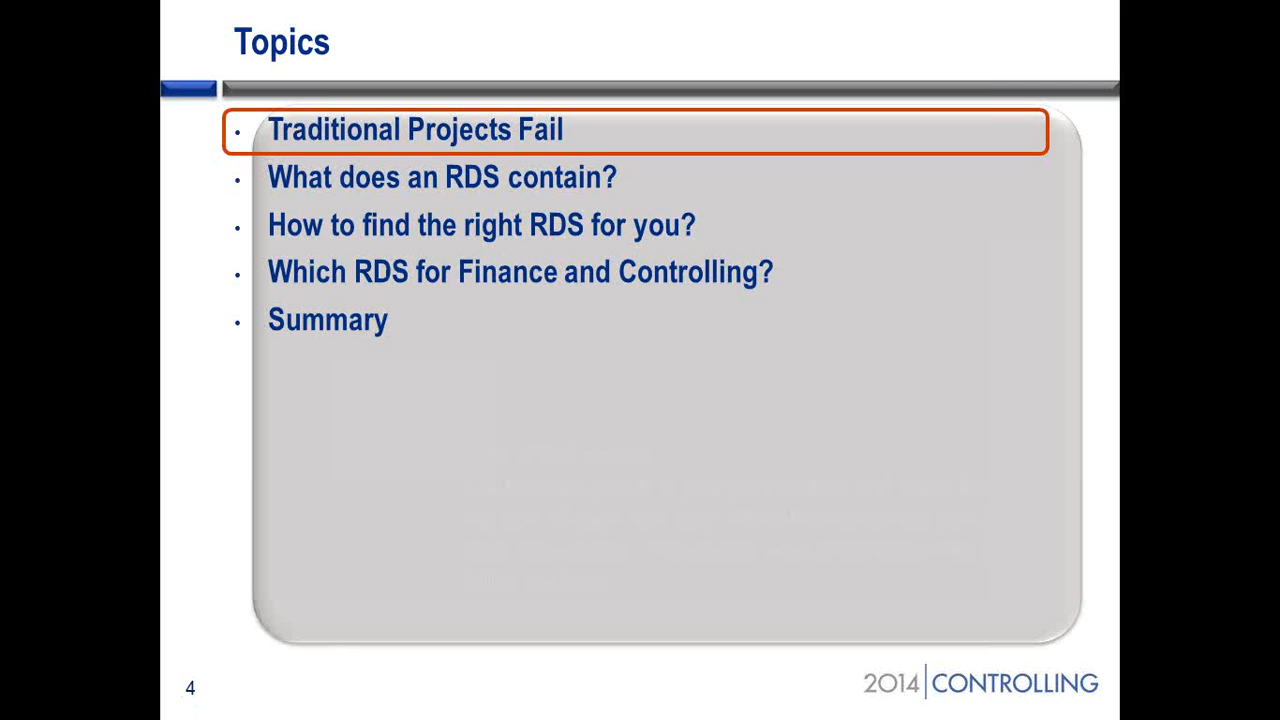 Topics
• Traditional Projects Fail
• What does an RDS contain?
• How to find the right RDS for you?
• Which RDS for Finance and Controlling?
• Summary
4
2014 | CONTROLLING